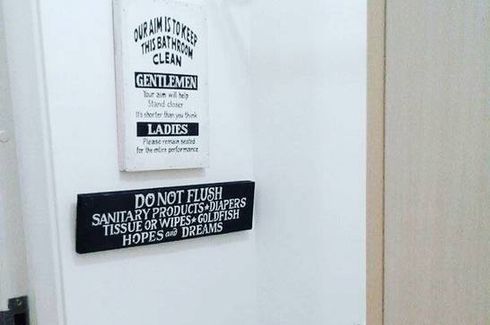 OUR AIM IS TO KEEP
THIS BATHROOM
CLEAN
GENTLEMEN
Your aim will help
Stand closer
It's shorter than you think
LADIES
Please remain seated
for the entire performance
DO NOT FLUSH
SANITARY PRODUCTS★DIAPERS
TISSUE OR WIPES★GOLDFISH
HOPES and DREAMS